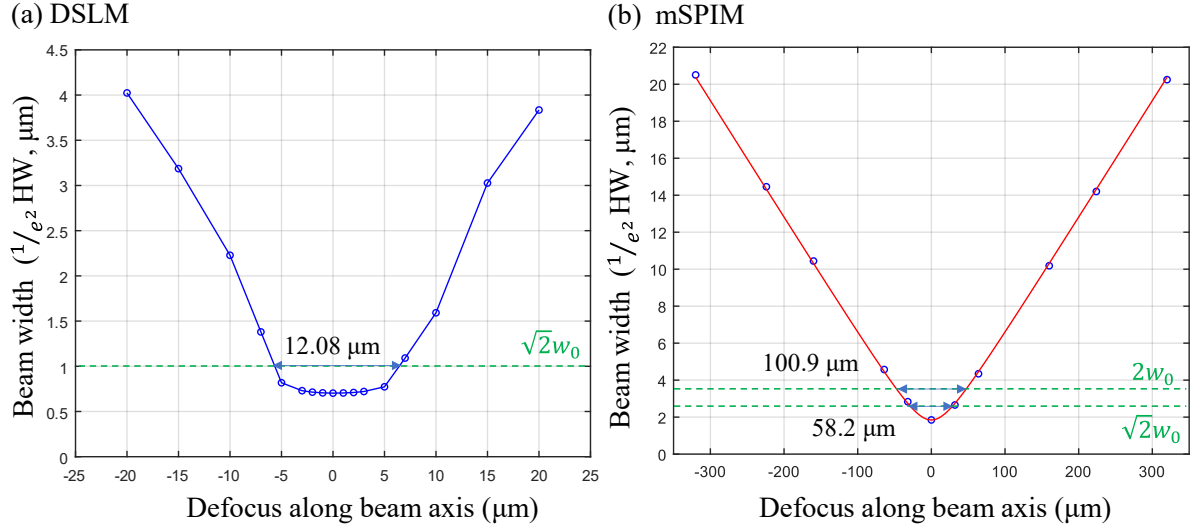 (a) DSLM
4.5
4
3.5
3
2.5
2
1.5
1
0.5
0
-25 -20 -15 -10 -5 0 5 10 15 20 25
Beam width (1/e² HW, μm)
Defocus along beam axis (μm)
12.08 μm
√2w₀
(b) mSPIM
22
20
18
16
14
12
10
8
6
4
2
0
-300 -200 -100 0 100 200 300
Beam width (1/e² HW, μm)
Defocus along beam axis (μm)
100.9 μm
2w₀
58.2 μm
√2w₀